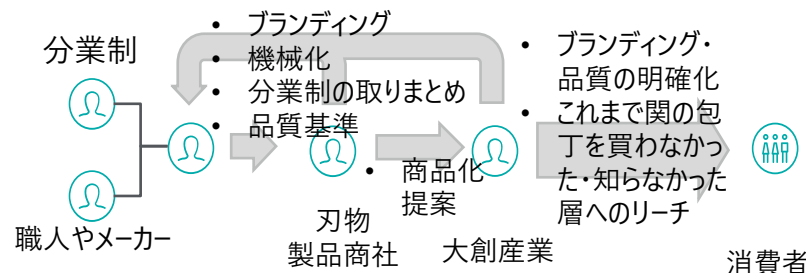 分業制
職人やメーカー
• ブランディング
• 機械化
• 分業制の取りまとめ
• 品質基準
刃物
製品商社
• 商品化
提案
大創産業
• ブランディング・
品質の明確化
• これまで関の包
丁を買わなかっ
た・知らなかった
層へのリーチ
消費者